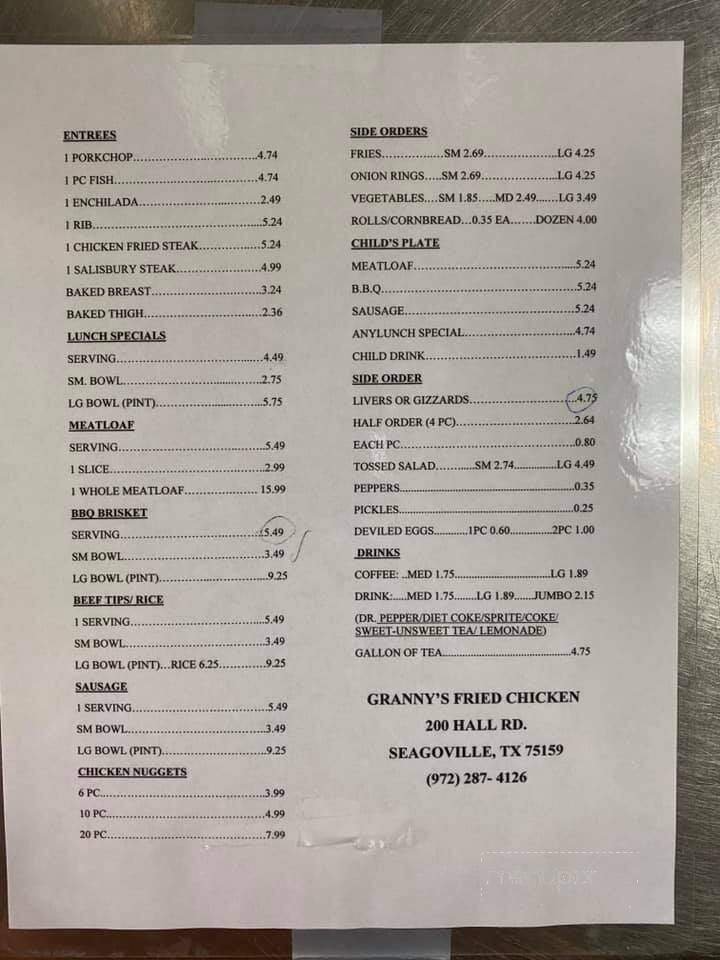 ENTREES
1 PORKCHOP.................................4.74
1 PC FISH.................................4.74
1 ENCHILADA.................................2.49
1 RIB.................................5.24
1 CHICKEN FRIED STEAK..............5.24
1 SALISBURY STEAK....................4.99
BAKED BREAST..........................3.24
BAKED THIGH............................2.36
LUNCH SPECIALS
SERVING.................................4.49
SM. BOWL.................................2.75
LG BOWL (PINT)..........................5.75
MEATLOAF
SERVING.................................5.49
1 SLICE.................................2.99
1 WHOLE MEATLOAF................... 15.99
BBQ BRISKET
SERVING.................................5.49
SM BOWL.................................3.49
LG BOWL (PINT)..........................9.25
BEEF TIPS/ RICE
1 SERVING.................................5.49
SM BOWL.................................3.49
LG BOWL (PINT)...RICE 6.25............9.25
SAUSAGE
1 SERVING.................................5.49
SM BOWL.................................3.49
LG BOWL (PINT)..........................9.25
CHICKEN NUGGETS
6 PC.................................3.99
10 PC.................................4.99
20 PC.................................7.99
SIDE ORDERS
FRIES................SM 2.69...................LG 4.25
ONION RINGS.....SM 2.69...................LG 4.25
VEGETABLES....SM 1.85.....MD 2.49....LG 3.49
ROLLS/CORNBREAD...0.35 EA.......DOZEN 4.00
CHILD'S PLATE
MEATLOAF.................................5.24
B.B.Q.................................5.24
SAUSAGE.................................5.24
ANYLUNCH SPECIAL..........................4.74
CHILD DRINK.................................1.49
SIDE ORDER
LIVERS OR GIZZARDS..........................4.75
HALF ORDER (4 PC)..........................2.64
EACH PC.................................0.80
TOSSED SALAD...........SM 2.74..............LG 4.49
PEPPERS.................................0.35
PICKLES.................................0.25
DEVILED EGGS...........1PC 0.60..............2PC 1.00
DRINKS
COFFEE: ..MED 1.75..........................LG 1.89
DRINK:.....MED 1.75.......LG 1.89......JUMBO 2.15
(DR. PEPPER/DIET COKE/SPRITE/COKE/
SWEET-UNSWEET TEA/ LEMONADE)
GALLON OF TEA.................................4.75
GRANNY'S FRIED CHICKEN
200 HALL RD.
SEAGOVILLE, TX 75159
(972) 287- 4126